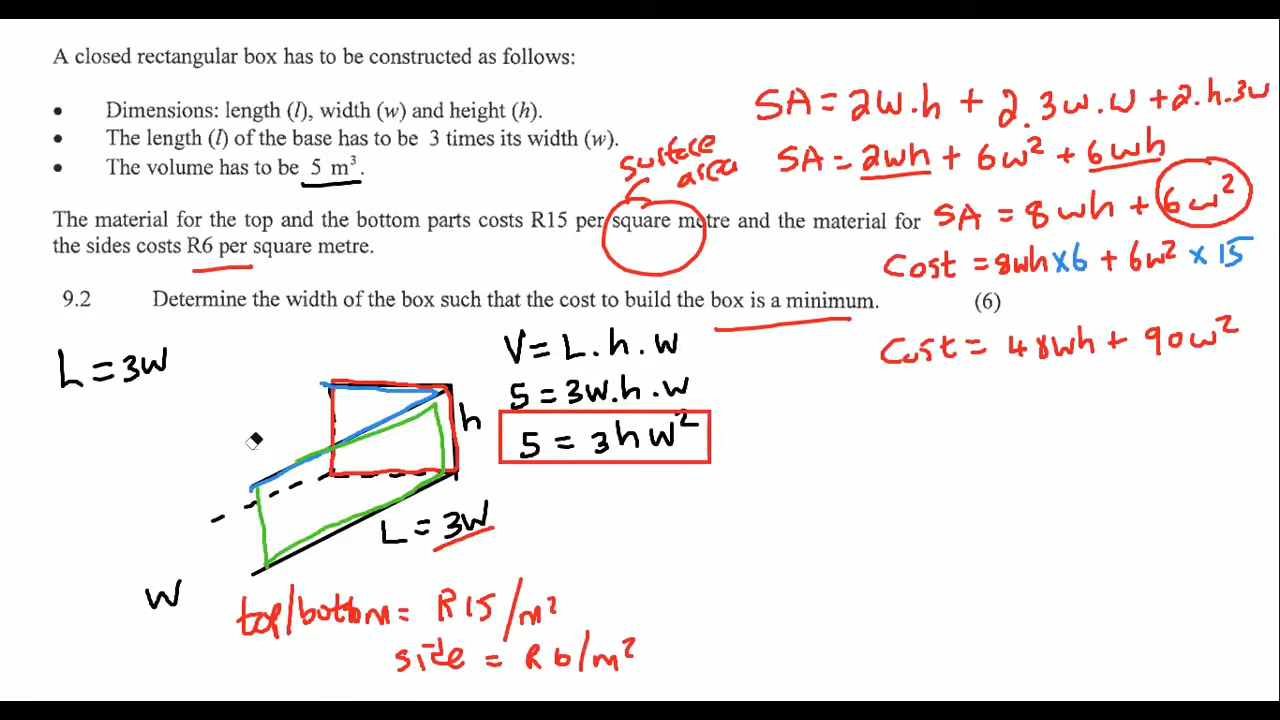 A closed rectangular box has to be constructed as follows:
• Dimensions: length (l), width (w) and height (h).
• The length (l) of the base has to be 3 times its width (w).
• The volume has to be 5 m³.
The material for the top and the bottom parts costs R15 per square metre and the material for
the sides costs R6 per square metre.
9.2 Determine the width of the box such that the cost to build the box is a minimum. (6)
surface
area
SA = 2w.h + 2.3w.w + 2.h.3w
SA = 2wh + 6w² + 6wh
SA = 8wh + 6w²
Cost = 8wh x6 + 6w² x 15
Cost = 48wh + 90w²
L = 3w
V = L.h.w
5 = 3w.h.w
5 = 3hw²
h
L = 3w
w
top/bottom = R15/m²
side = R6/m²